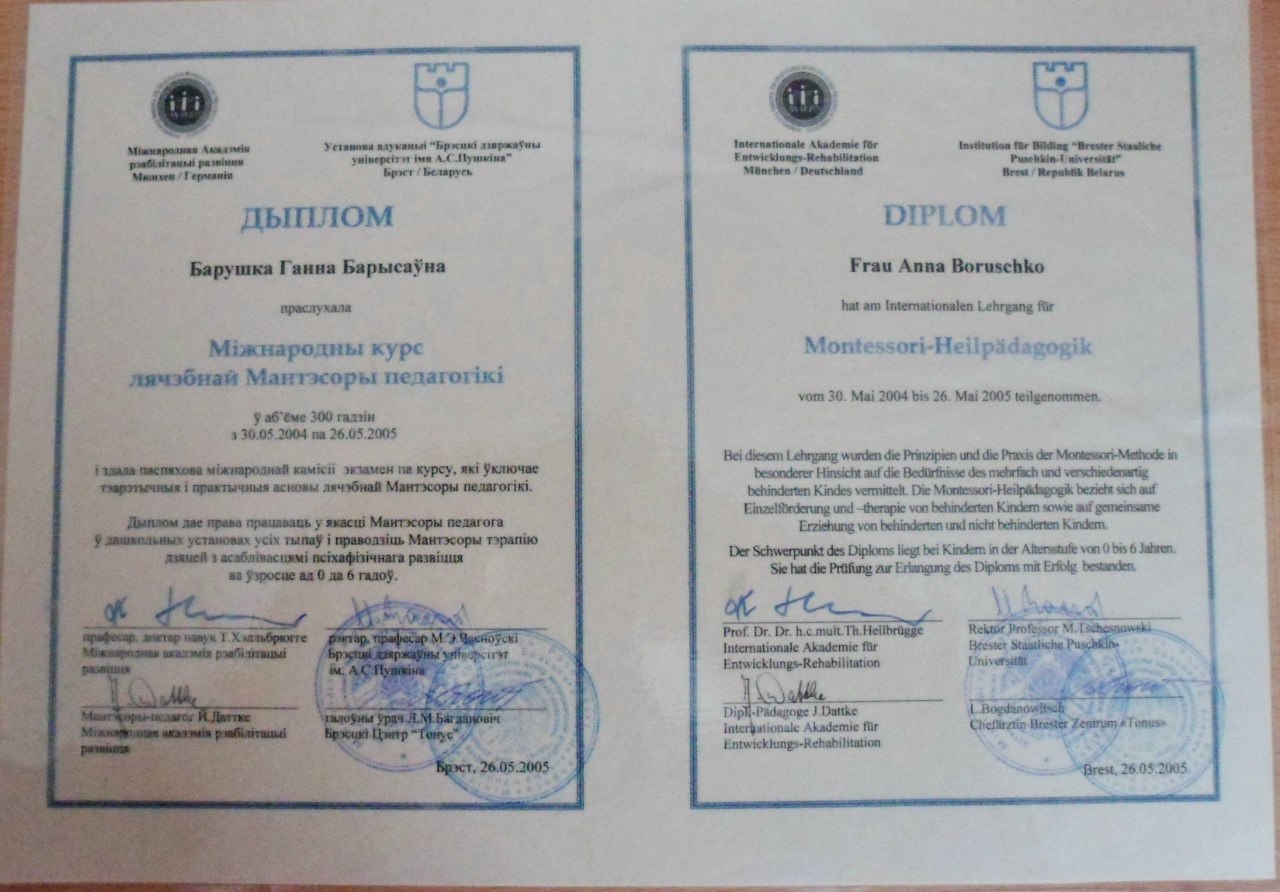 Міжнародная Акадэмія
рэабілітацыі развіцця
Мюнхен / Германія
Установа адукацыі “Брэсцкі дзяржаўны
універсітэт імя А.С.Пушкіна”
Брэст / Беларусь
ДЫПЛОМ
Барушка Ганна Барысаўна
праслухала
Міжнародны курс
лячэбнай Мантэсоры педагогікі
ў аб’ёме 300 гадзін
з 30.05.2004 па 26.05.2005
і здала паспяхова міжнароднай камісіі экзамен па курсу, які ўключае
тэарэтычныя і практычныя асновы лячэбнай Мантэсоры педагогікі.
Дыплом дае права працаваць у якасці Мантэсоры педагога
ў дашкольных установах усіх тыпаў і праводзіць Мантэсоры тэрапію
дзяцей з асаблівасцямі псіхафізічнага развіцця
ва ўзросце ад 0 да 6 гадоў.
прафесар, доктар навук Т.Хэлльбрюгге
Міжнародная акадэмія рэабілітацыі
развіцця
рэктар, прафесар М.Э.Часноўскі
Брэсцкі дзяржаўны універсітэт
ім. А.С.Пушкіна
Мантэсоры-педагог Й.Даттке
Міжнародная акадэмія рэабілітацыі
развіцця
галоўны ўрач Л.М.Багдановіч
Брэсцкі Цэнтр “Тонус”
Брэст, 26.05.2005
Internationale Akademie für
Entwicklungs-Rehabilitation
München / Deutschland
Institution für Bilding “Brester Staaliche
Puschkin-Universität”
Brest / Republik Belarus
DIPLOM
Frau Anna Boruschko
hat am Internationalen Lehrgang für
Montessori-Heilpädagogik
vom 30. Mai 2004 bis 26. Mai 2005 teilgenommen.
Bei diesem Lehrgang wurden die Prinzipien und die Praxis der Montessori-Methode in
besonderer Hinsicht auf die Bedürfnisse des mehrfach und verschiedenartig
behinderten Kindes vermittelt. Die Montessori-Heilpädagogik bezieht sich auf
Einzelförderung und –therapie von behinderten Kindern sowie auf gemeinsame
Erziehung von behinderten und nicht behinderten Kindern.
Der Schwerpunkt des Diploms liegt bei Kindern in der Altersstufe von 0 bis 6 Jahren.
Sie hat die Prüfung zur Erlangung des Diploms mit Erfolg bestanden.
Prof. Dr. Dr. h.c.mult.Th.Hellbrügge
Internationale Akademie für
Entwicklungs-Rehabilitation
Rektor Professor M.Tschesnowski
Brester Staatliche Puschkin-
Universität
Dipl.-Pädagoge J.Dattke
Internationale Akademie für
Entwicklungs-Rehabilitation
L.Bogdanowitsch
Chefärztin Brester Zentrum «Tonus»
Brest, 26.05.2005